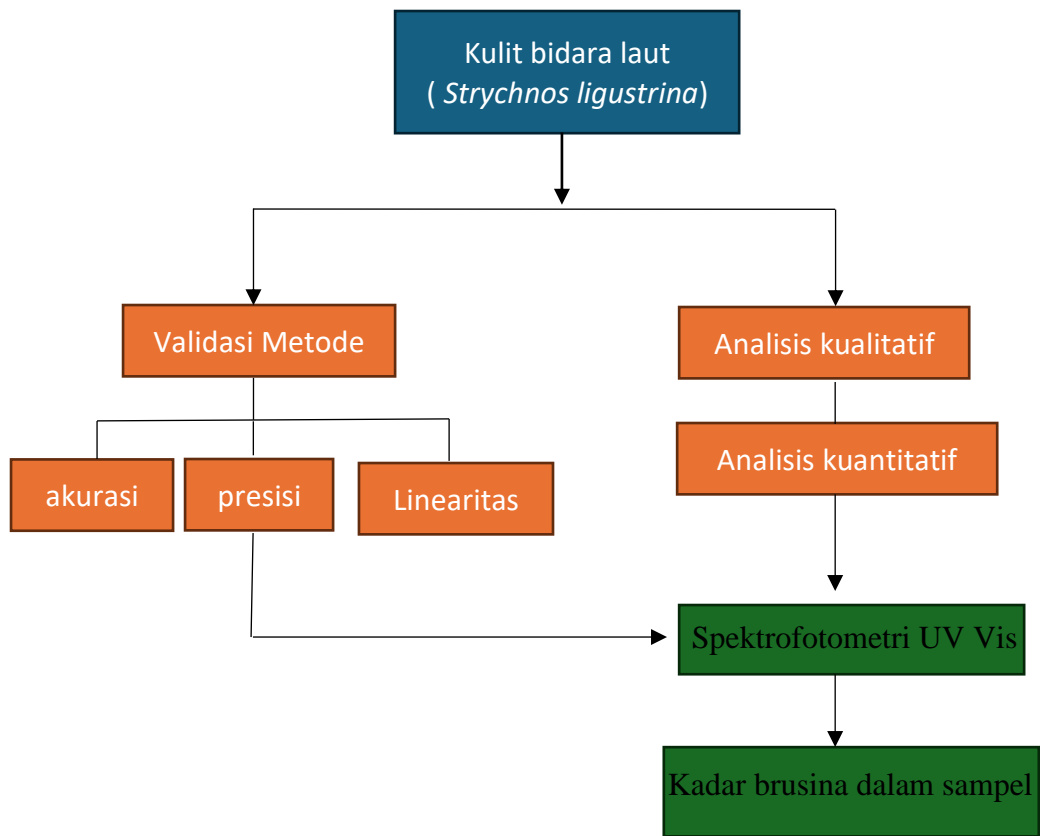 Kulit bidara laut
( Strychnos ligustrina)
Validasi Metode
Analisis kualitatif
akurasi
presisi
Linearitas
Analisis kuantitatif
Spektrofotometri UV Vis
Kadar brusina dalam sampel